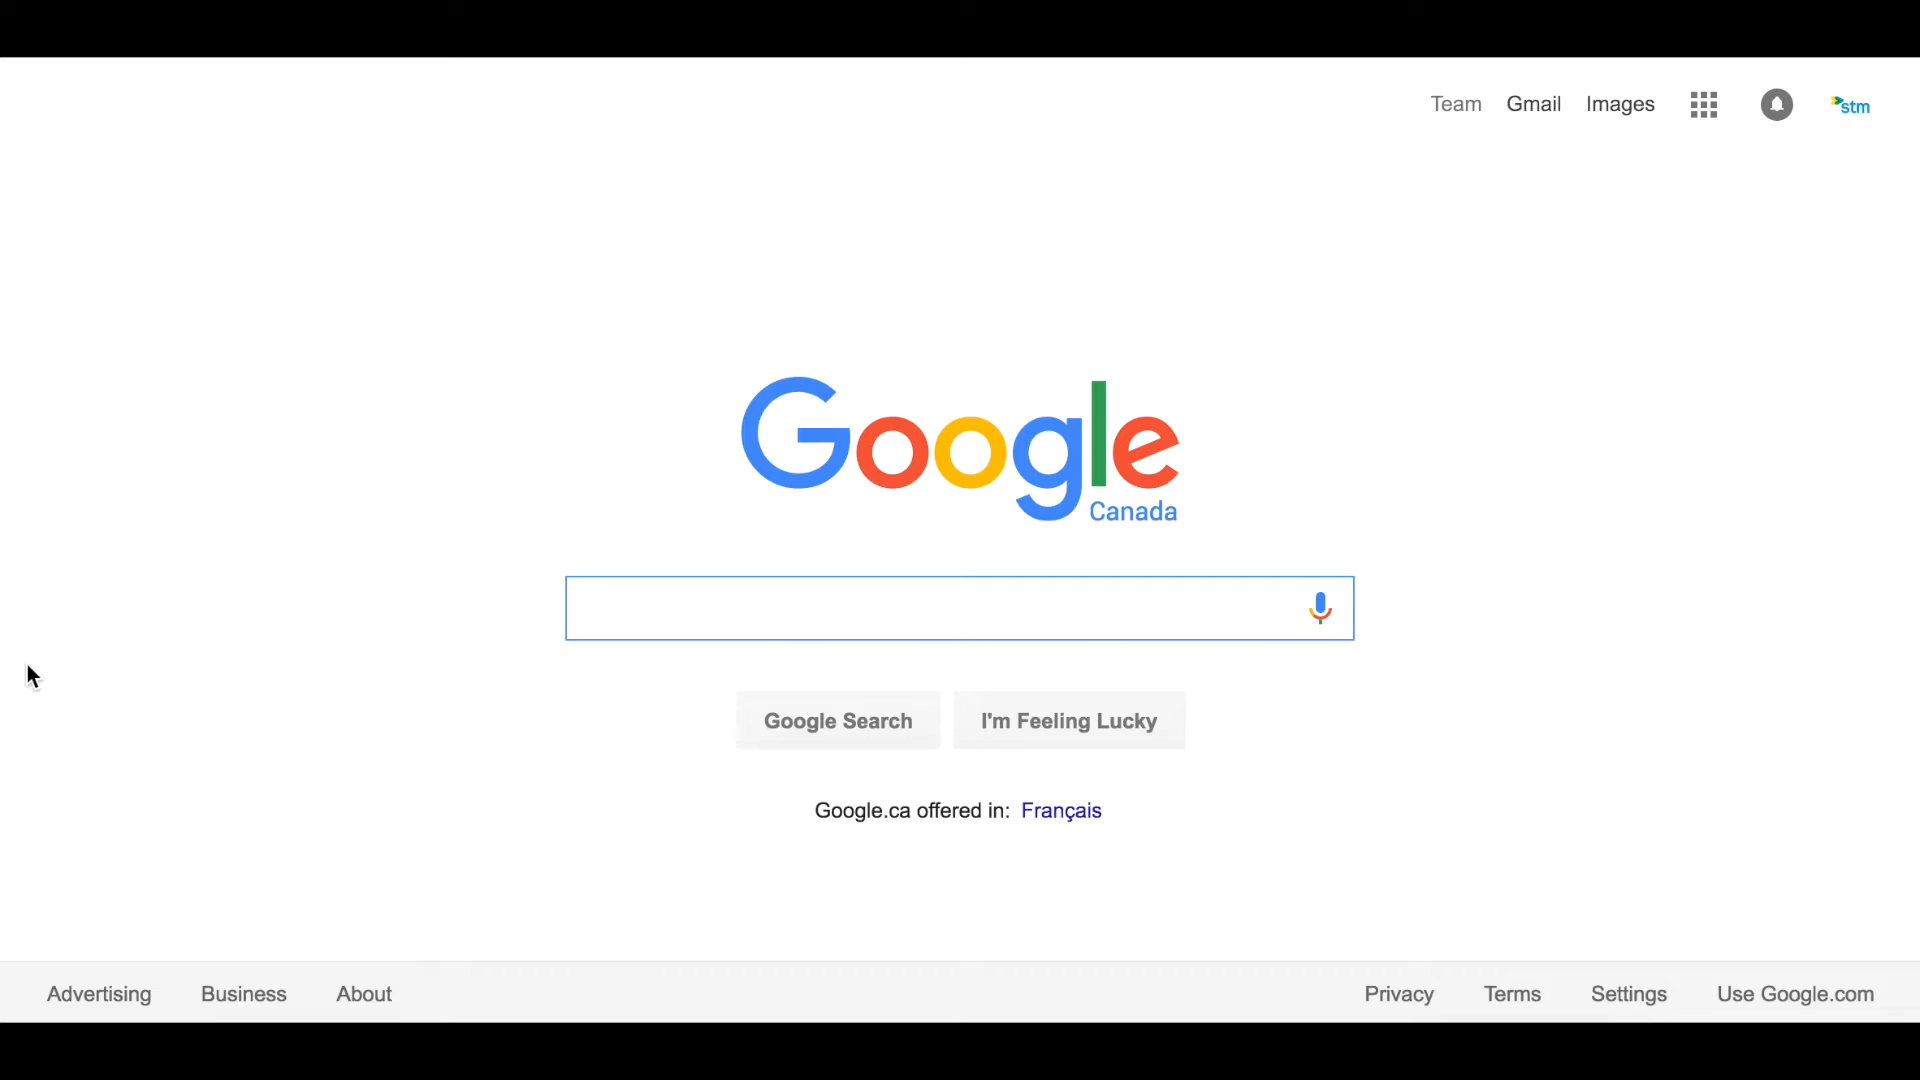 Team Gmail Images stm
Google
Canada
Google Search I'm Feeling Lucky
Google.ca offered in: Français
Advertising Business About Privacy Terms Settings Use Google.com